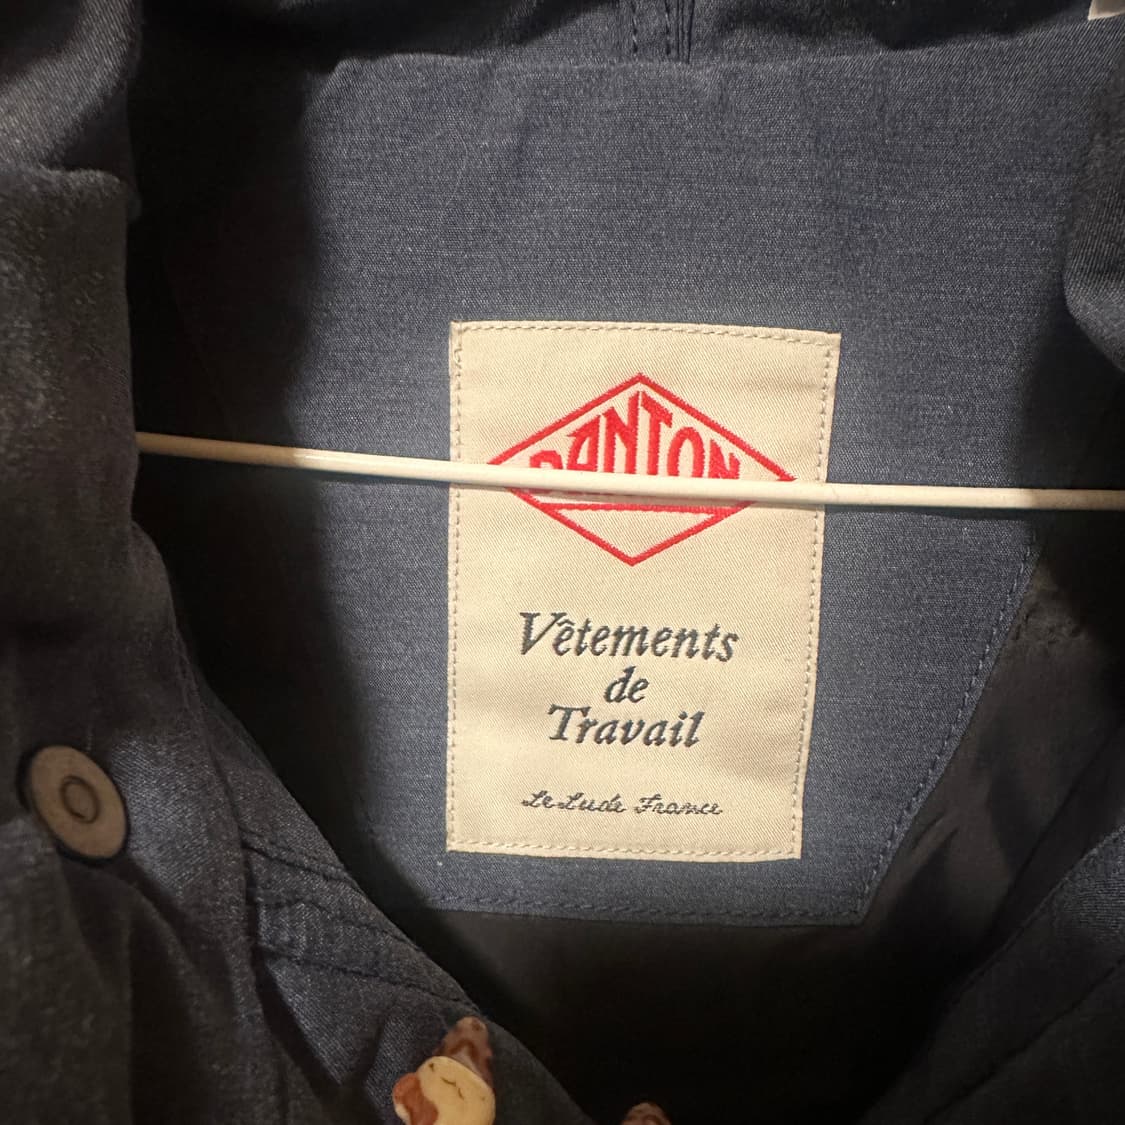 DANTON
Vêtements
de
Travail
Le Lude France